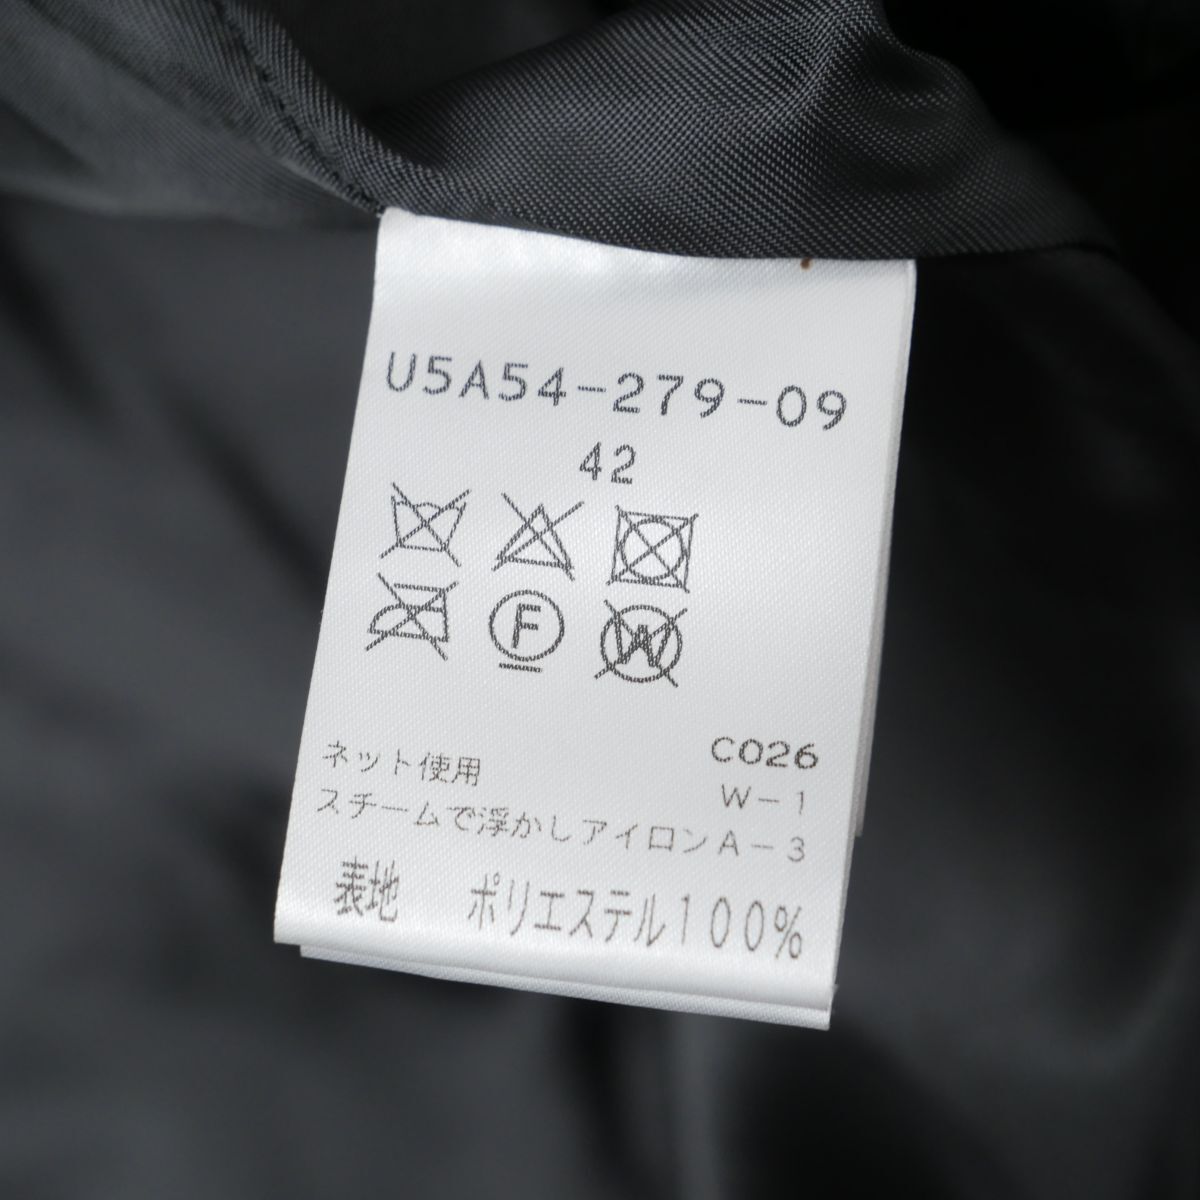 U5A54-279-09
42
F W
C026
ネット使用 W-1
スチームで浮かしアイロンA-3
表地 ポリエステル100%